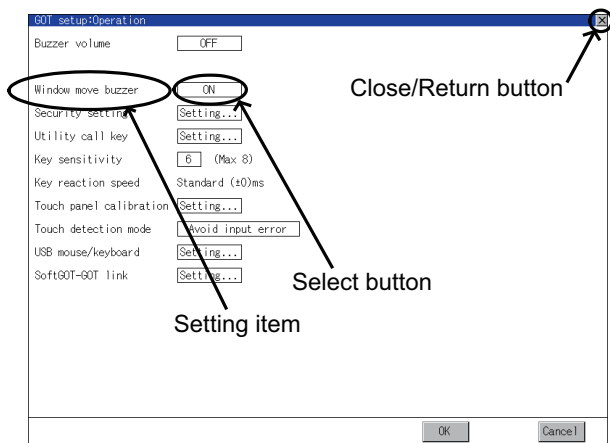 GOT setup:Operation
Buzzer volume OFF
Window move buzzer ON
Close/Return button
Security setting Setting...
Utility call key Setting...
Key sensitivity 6 (Max 8)
Key reaction speed Standard (±0)ms
Touch panel calibration Setting...
Touch detection mode Avoid input error
USB mouse/keyboard Setting...
SoftGOT-GOT link Setting...
Select button
Setting item
OK Cancel